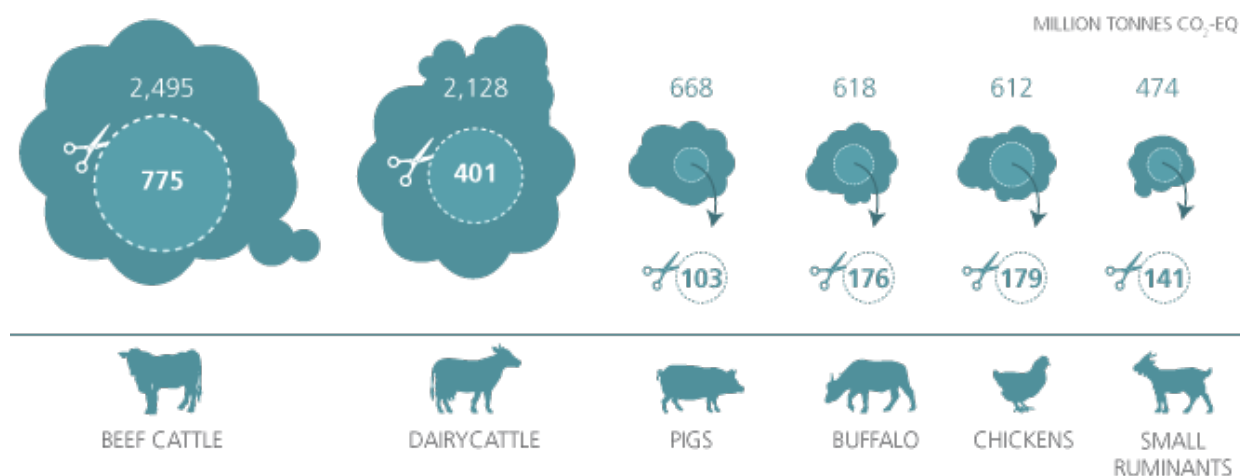 MILLION TONNES CO₂-EQ
2,495
2,128
668
618
612
474
775
401
103
176
179
141
BEEF CATTLE
DAIRYCATTLE
PIGS
BUFFALO
CHICKENS
SMALL
RUMINANTS